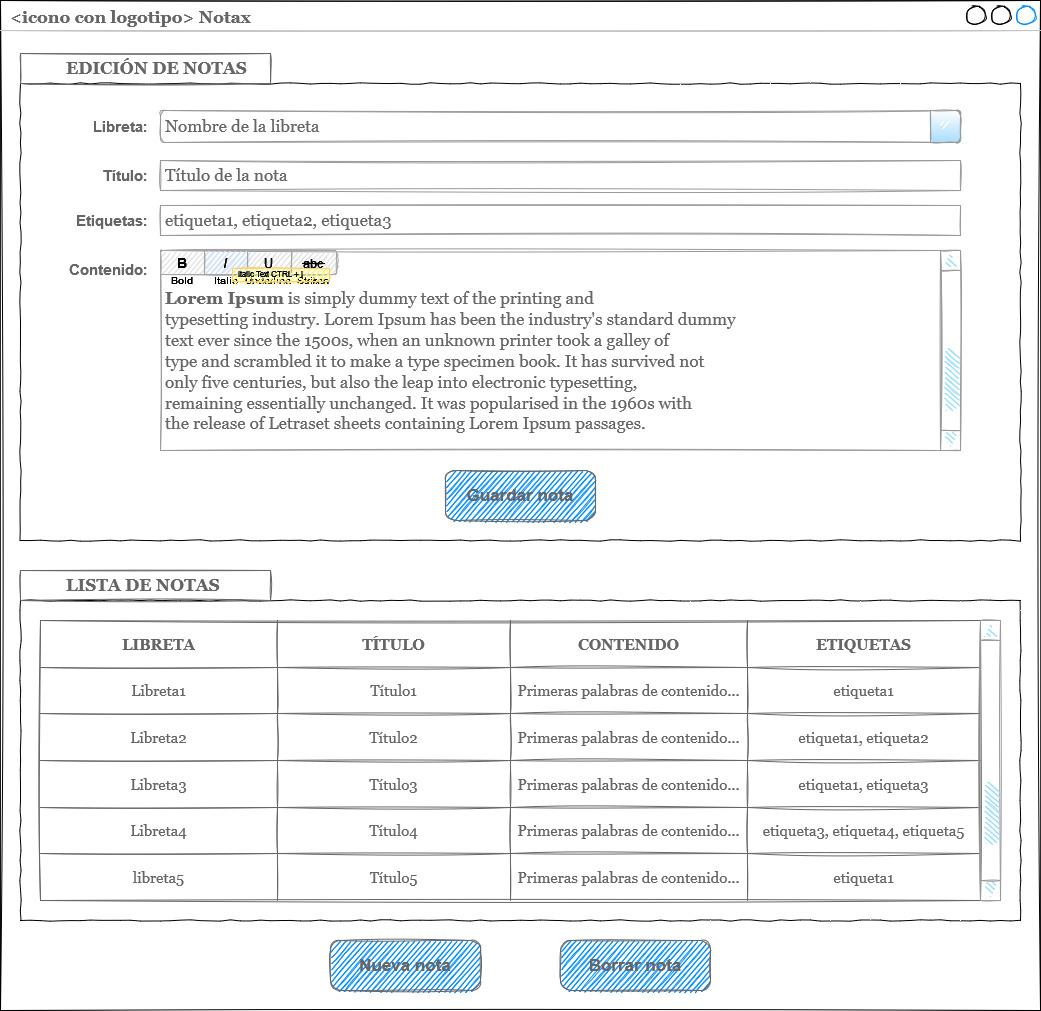 <icono con logotipo> Notax
EDICIÓN DE NOTAS
Libreta: Nombre de la libreta
Título: Título de la nota
Etiquetas: etiqueta1, etiqueta2, etiqueta3
Contenido:
B I U abc
Italic Text CTRL + I
Bold Italic Underline Strikes
Lorem Ipsum is simply dummy text of the printing and
typesetting industry. Lorem Ipsum has been the industry's standard dummy
text ever since the 1500s, when an unknown printer took a galley of
type and scrambled it to make a type specimen book. It has survived not
only five centuries, but also the leap into electronic typesetting,
remaining essentially unchanged. It was popularised in the 1960s with
the release of Letraset sheets containing Lorem Ipsum passages.
Guardar nota
LISTA DE NOTAS
LIBRETA TÍTULO CONTENIDO ETIQUETAS
Libreta1 Título1 Primeras palabras de contenido... etiqueta1
Libreta2 Título2 Primeras palabras de contenido... etiqueta1, etiqueta2
Libreta3 Título3 Primeras palabras de contenido... etiqueta1, etiqueta3
Libreta4 Título4 Primeras palabras de contenido... etiqueta3, etiqueta4, etiqueta5
libreta5 Título5 Primeras palabras de contenido... etiqueta1
Nueva nota Borrar nota